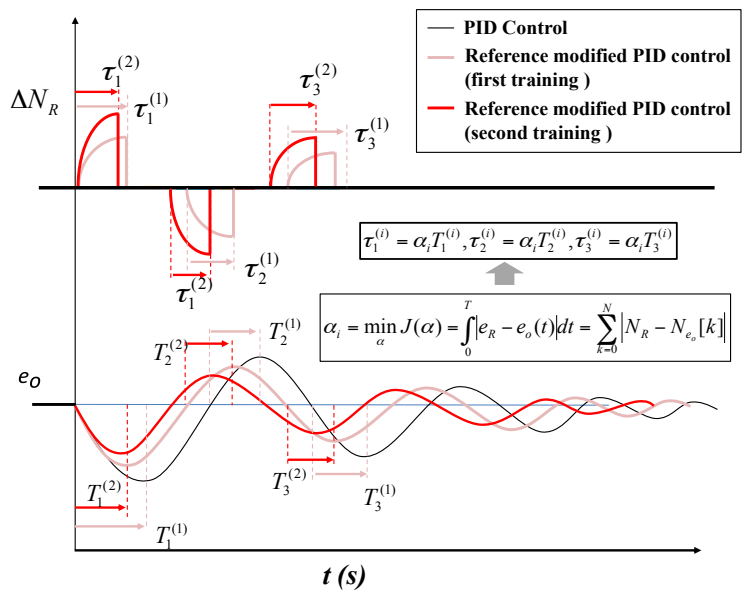 PID Control
Reference modified PID control
(first training )
Reference modified PID control
(second training )
ΔN_R
τ_1^{(2)}
τ_1^{(1)}
τ_3^{(2)}
τ_3^{(1)}
τ_1^{(2)}
τ_2^{(1)}
τ_1^{(i)} = α_i T_1^{(i)}, τ_2^{(i)} = α_i T_2^{(i)}, τ_3^{(i)} = α_i T_3^{(i)}
α_i = min_α J(α) = ∫_0^T |e_R − e_o(t)| dt = ∑_{k=0}^N |N_R − N_{e_o}[k]|
T_2^{(1)}
T_2^{(2)}
e_O
T_1^{(2)}
T_1^{(1)}
T_3^{(2)}
T_3^{(1)}
t (s)